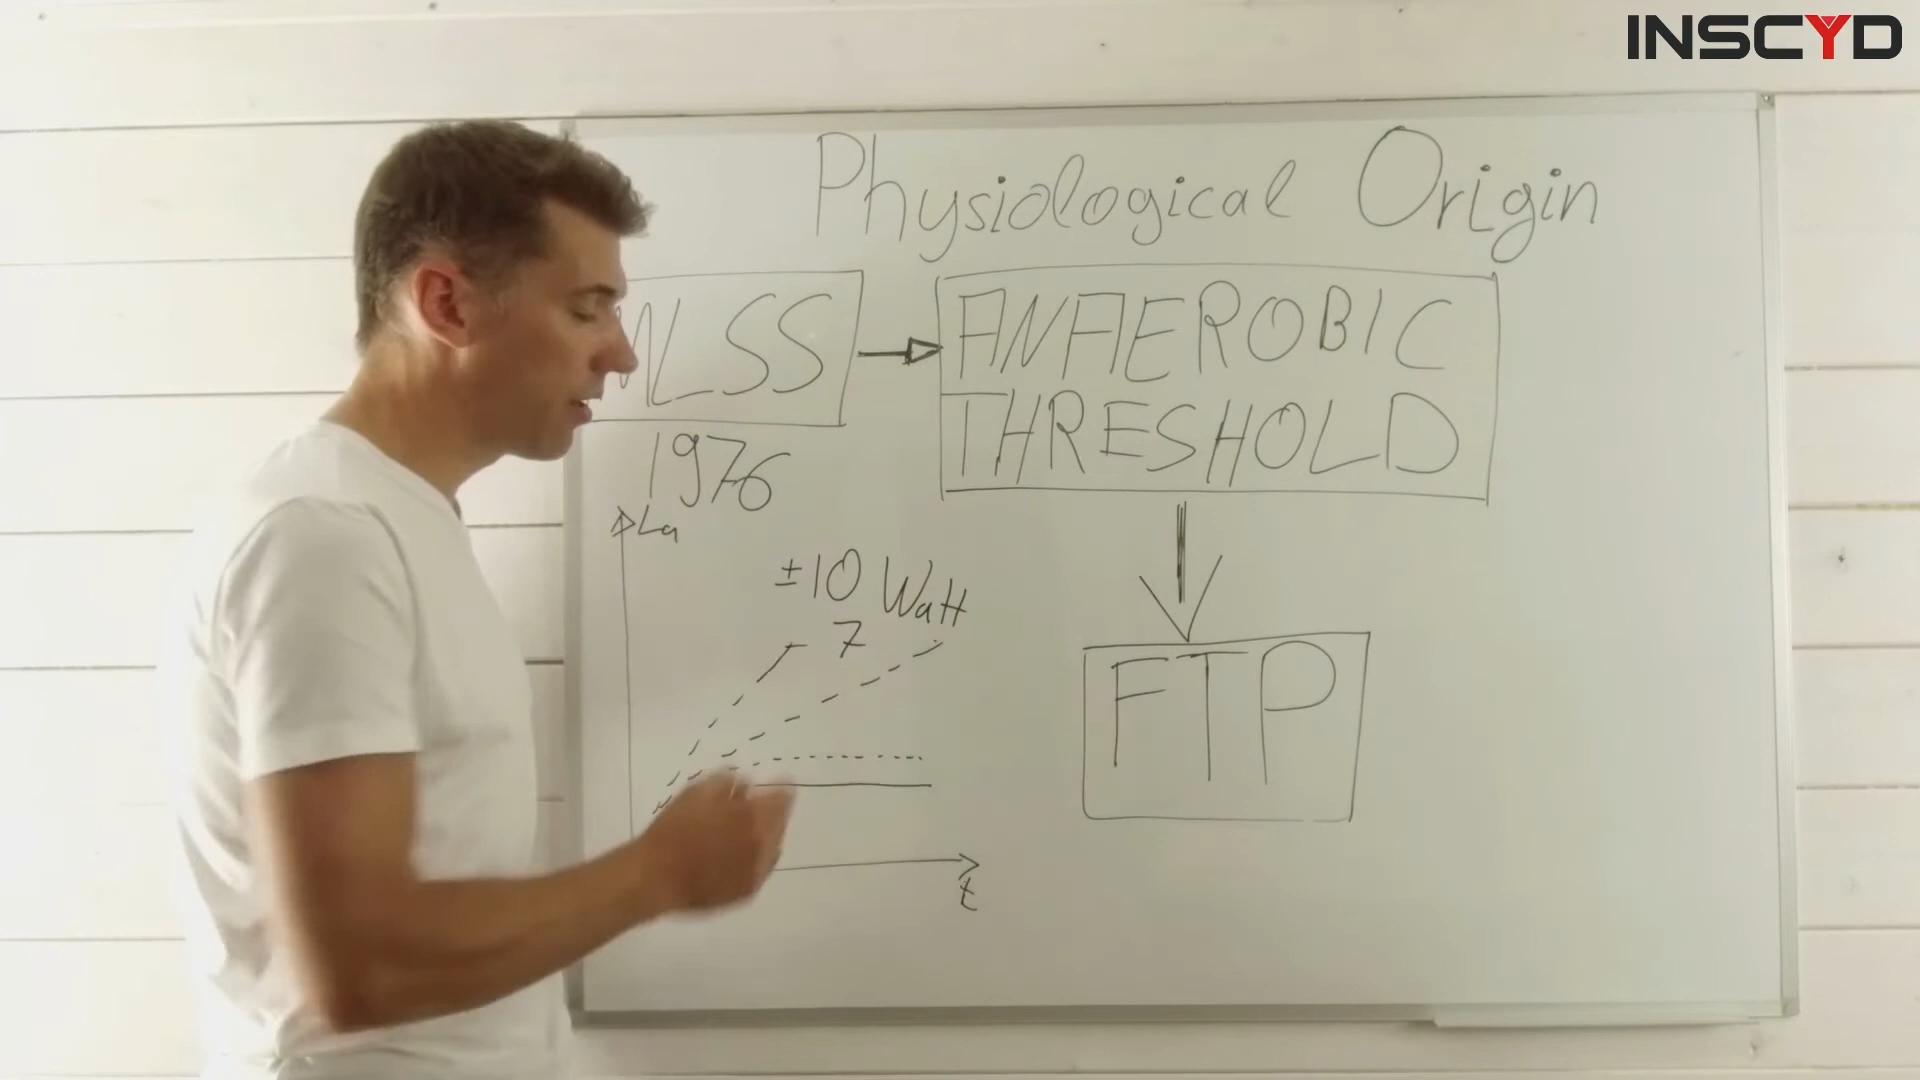 INSCYD
Physiological Origin
MLSS
ANAEROBIC
THRESHOLD
1976
La
±10 Watt
7
t
FTP